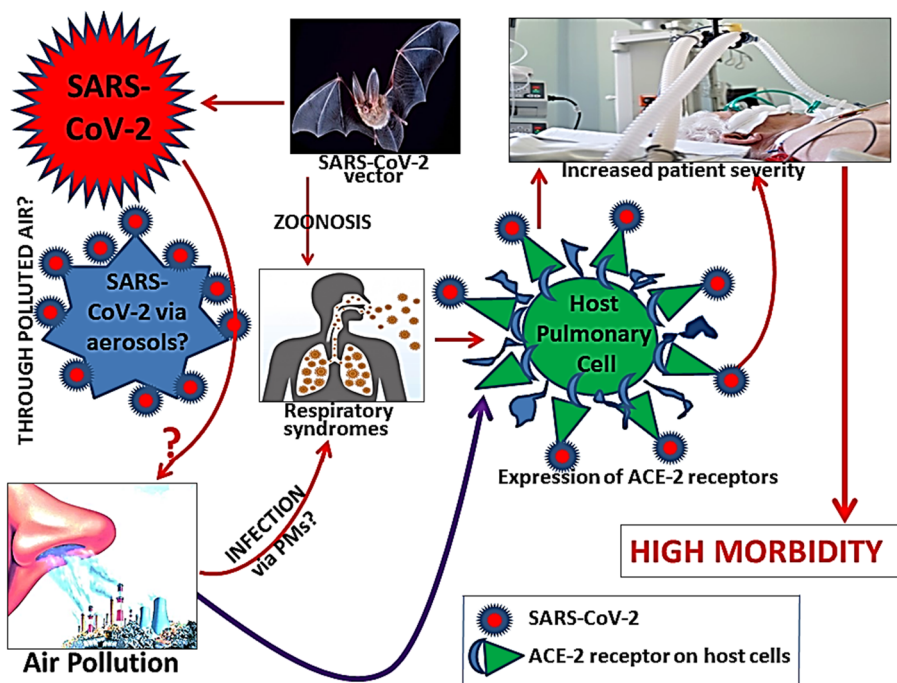 SARS-
CoV-2
SARS-CoV-2
vector
Increased patient severity
ZOONOSIS
THROUGH POLLUTED AIR?
SARS-
CoV-2 via
aerosols?
?
Respiratory
syndromes
Host
Pulmonary
Cell
Expression of ACE-2 receptors
INFECTION
via PMs?
Air Pollution
HIGH MORBIDITY
SARS-CoV-2
ACE-2 receptor on host cells